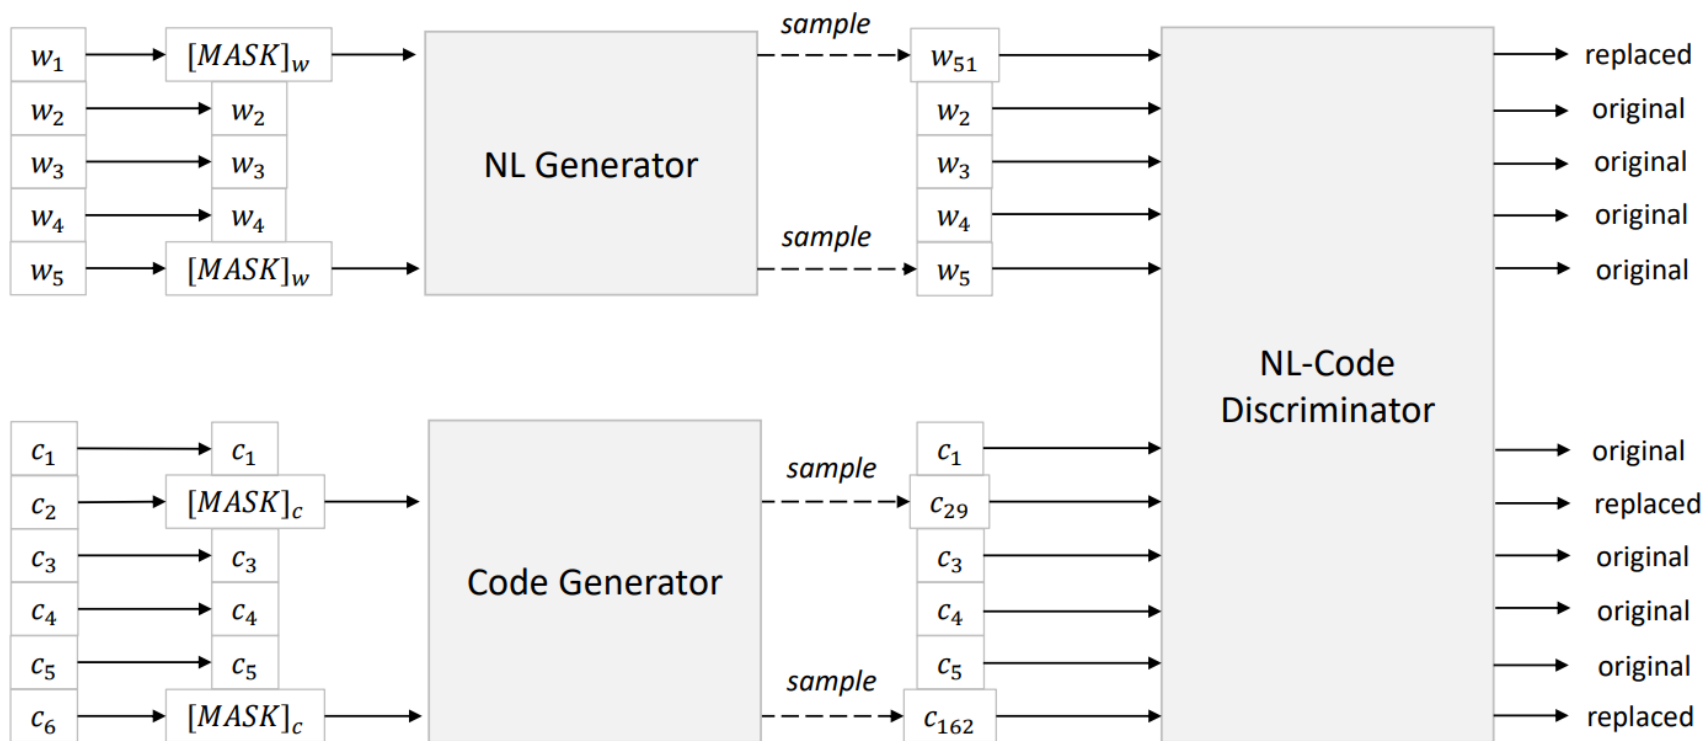 sample
w1 [MASK]w w51 replaced
w2 w2 w2 original
w3 w3 NL Generator w3 original
w4 w4 w4 original
sample
w5 [MASK]w w5 original
NL-Code
Discriminator
c1 c1 c1 original
sample
c2 [MASK]c c29 replaced
c3 c3 c3 original
Code Generator
c4 c4 c4 original
c5 c5 c5 original
sample
c6 [MASK]c c162 replaced